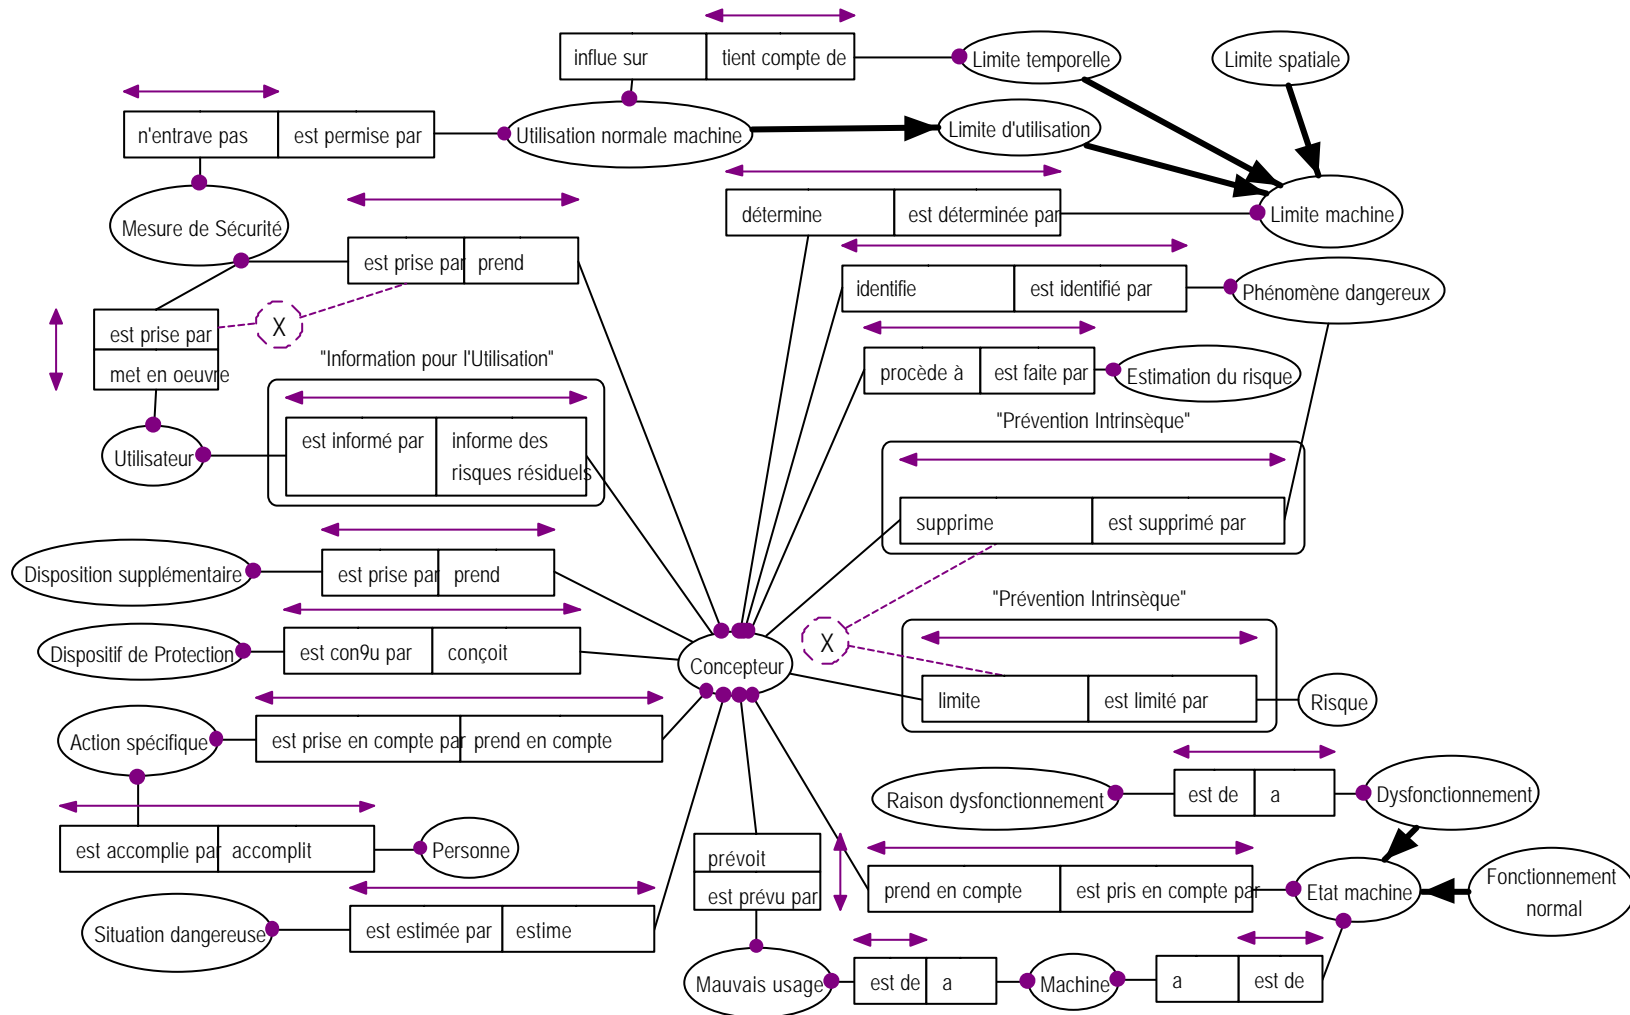 influe sur
tient compte de
Limite temporelle
Limite spatiale
n'entrave pas
est permise par
Utilisation normale machine
Limite d'utilisation
Mesure de Sécurité
détermine
est déterminée par
Limite machine
est prise par
prend
identifie
est identifié par
Phénomène dangereux
X
est prise par
met en oeuvre
"Information pour l'Utilisation"
procède à
est faite par
Estimation du risque
"Prévention Intrinsèque"
Utilisateur
est informé par
informe des
risques résiduels
supprime
est supprimé par
Disposition supplémentaire
est prise par
prend
"Prévention Intrinsèque"
Dispositif de Protection
est con9u par
conçoit
Concepteur
X
limite
est limité par
Risque
Action spécifique
est prise en compte par
prend en compte
Raison dysfonctionnement
est de
a
Dysfonctionnement
est accomplie par
accomplit
Personne
prévoit
est prévu par
prend en compte
est pris en compte par
Etat machine
Fonctionnement
normal
Situation dangereuse
est estimée par
estime
Mauvais usage
est de
a
Machine
a
est de